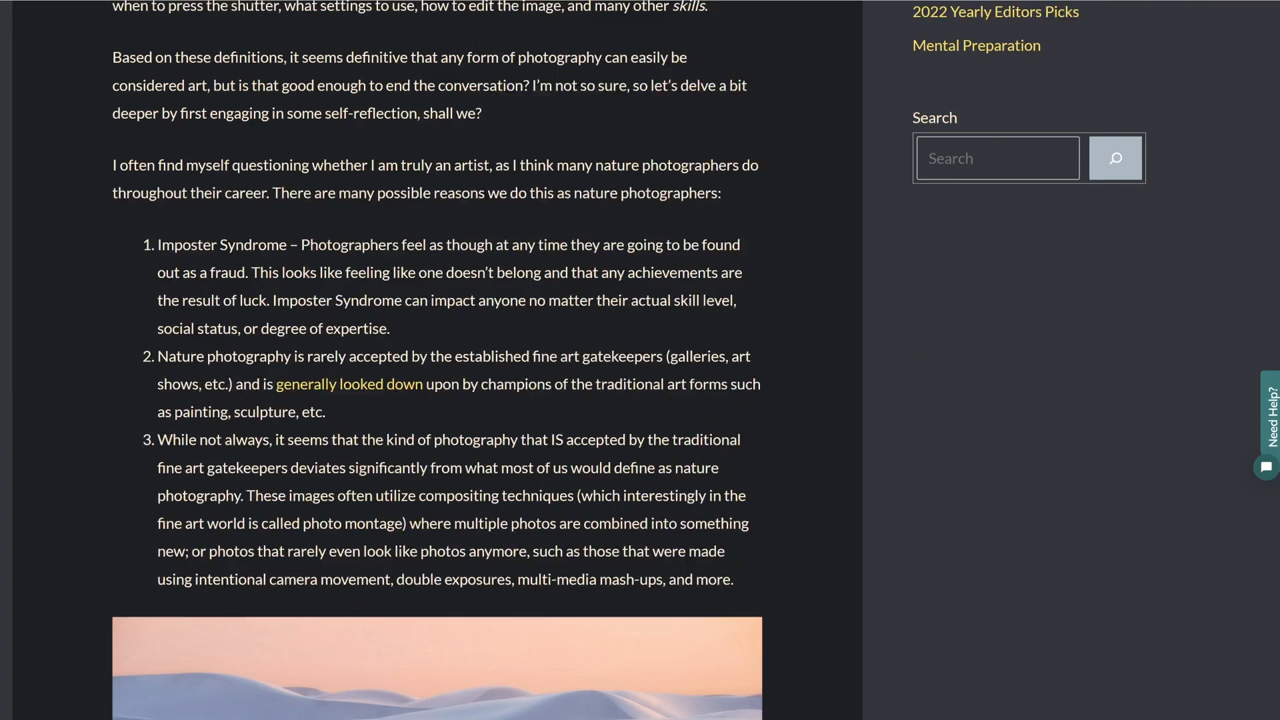 when to press the shutter, what settings to use, how to edit the image, and many other skills.
Based on these definitions, it seems definitive that any form of photography can easily be
considered art, but is that good enough to end the conversation? I'm not so sure, so let's delve a bit
deeper by first engaging in some self-reflection, shall we?
I often find myself questioning whether I am truly an artist, as I think many nature photographers do
throughout their career. There are many possible reasons we do this as nature photographers:
1. Imposter Syndrome – Photographers feel as though at any time they are going to be found
out as a fraud. This looks like feeling like one doesn't belong and that any achievements are
the result of luck. Imposter Syndrome can impact anyone no matter their actual skill level,
social status, or degree of expertise.
2. Nature photography is rarely accepted by the established fine art gatekeepers (galleries, art
shows, etc.) and is generally looked down upon by champions of the traditional art forms such
as painting, sculpture, etc.
3. While not always, it seems that the kind of photography that IS accepted by the traditional
fine art gatekeepers deviates significantly from what most of us would define as nature
photography. These images often utilize compositing techniques (which interestingly in the
fine art world is called photo montage) where multiple photos are combined into something
new; or photos that rarely even look like photos anymore, such as those that were made
using intentional camera movement, double exposures, multi-media mash-ups, and more.
2022 Yearly Editors Picks
Mental Preparation
Search
Search
Need Help?